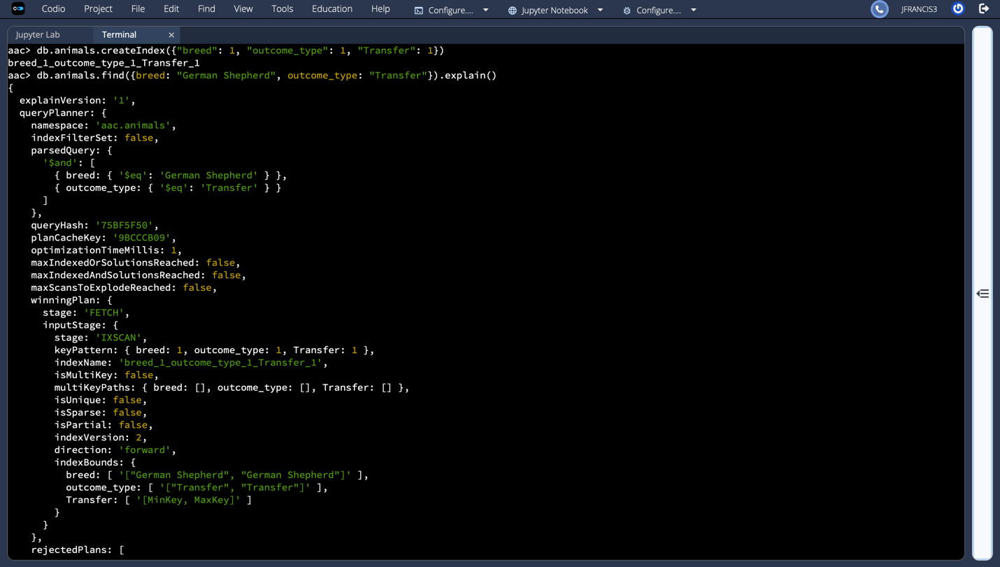 Codio Project File Edit Find View Tools Education Help Configure.... Jupyter Notebook Configure.... JFRANCIS3
Jupyter Lab Terminal ×
aac> db.animals.createIndex({"breed": 1, "outcome_type": 1, "Transfer": 1})
breed_1_outcome_type_1_Transfer_1
aac> db.animals.find({breed: "German Shepherd", outcome_type: "Transfer"}).explain()
{
  explainVersion: '1',
  queryPlanner: {
    namespace: 'aac.animals',
    indexFilterSet: false,
    parsedQuery: {
      '$and': [
        { breed: { '$eq': 'German Shepherd' } },
        { outcome_type: { '$eq': 'Transfer' } }
      ]
    },
    queryHash: '75BF5F50',
    planCacheKey: '9BCCCB09',
    optimizationTimeMillis: 1,
    maxIndexedOrSolutionsReached: false,
    maxIndexedAndSolutionsReached: false,
    maxScansToExplodeReached: false,
    winningPlan: {
      stage: 'FETCH',
      inputStage: {
        stage: 'IXSCAN',
        keyPattern: { breed: 1, outcome_type: 1, Transfer: 1 },
        indexName: 'breed_1_outcome_type_1_Transfer_1',
        isMultiKey: false,
        multiKeyPaths: { breed: [], outcome_type: [], Transfer: [] },
        isUnique: false,
        isSparse: false,
        isPartial: false,
        indexVersion: 2,
        direction: 'forward',
        indexBounds: {
          breed: [ '["German Shepherd", "German Shepherd"]' ],
          outcome_type: [ '["Transfer", "Transfer"]' ],
          Transfer: [ '[MinKey, MaxKey]' ]
        }
      }
    },
    rejectedPlans: [